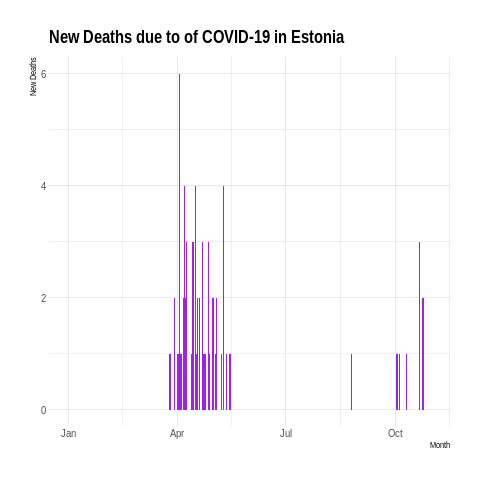 New Deaths due to of COVID-19 in Estonia
New Deaths
6
4
2
0
Jan Apr Jul Oct
Month